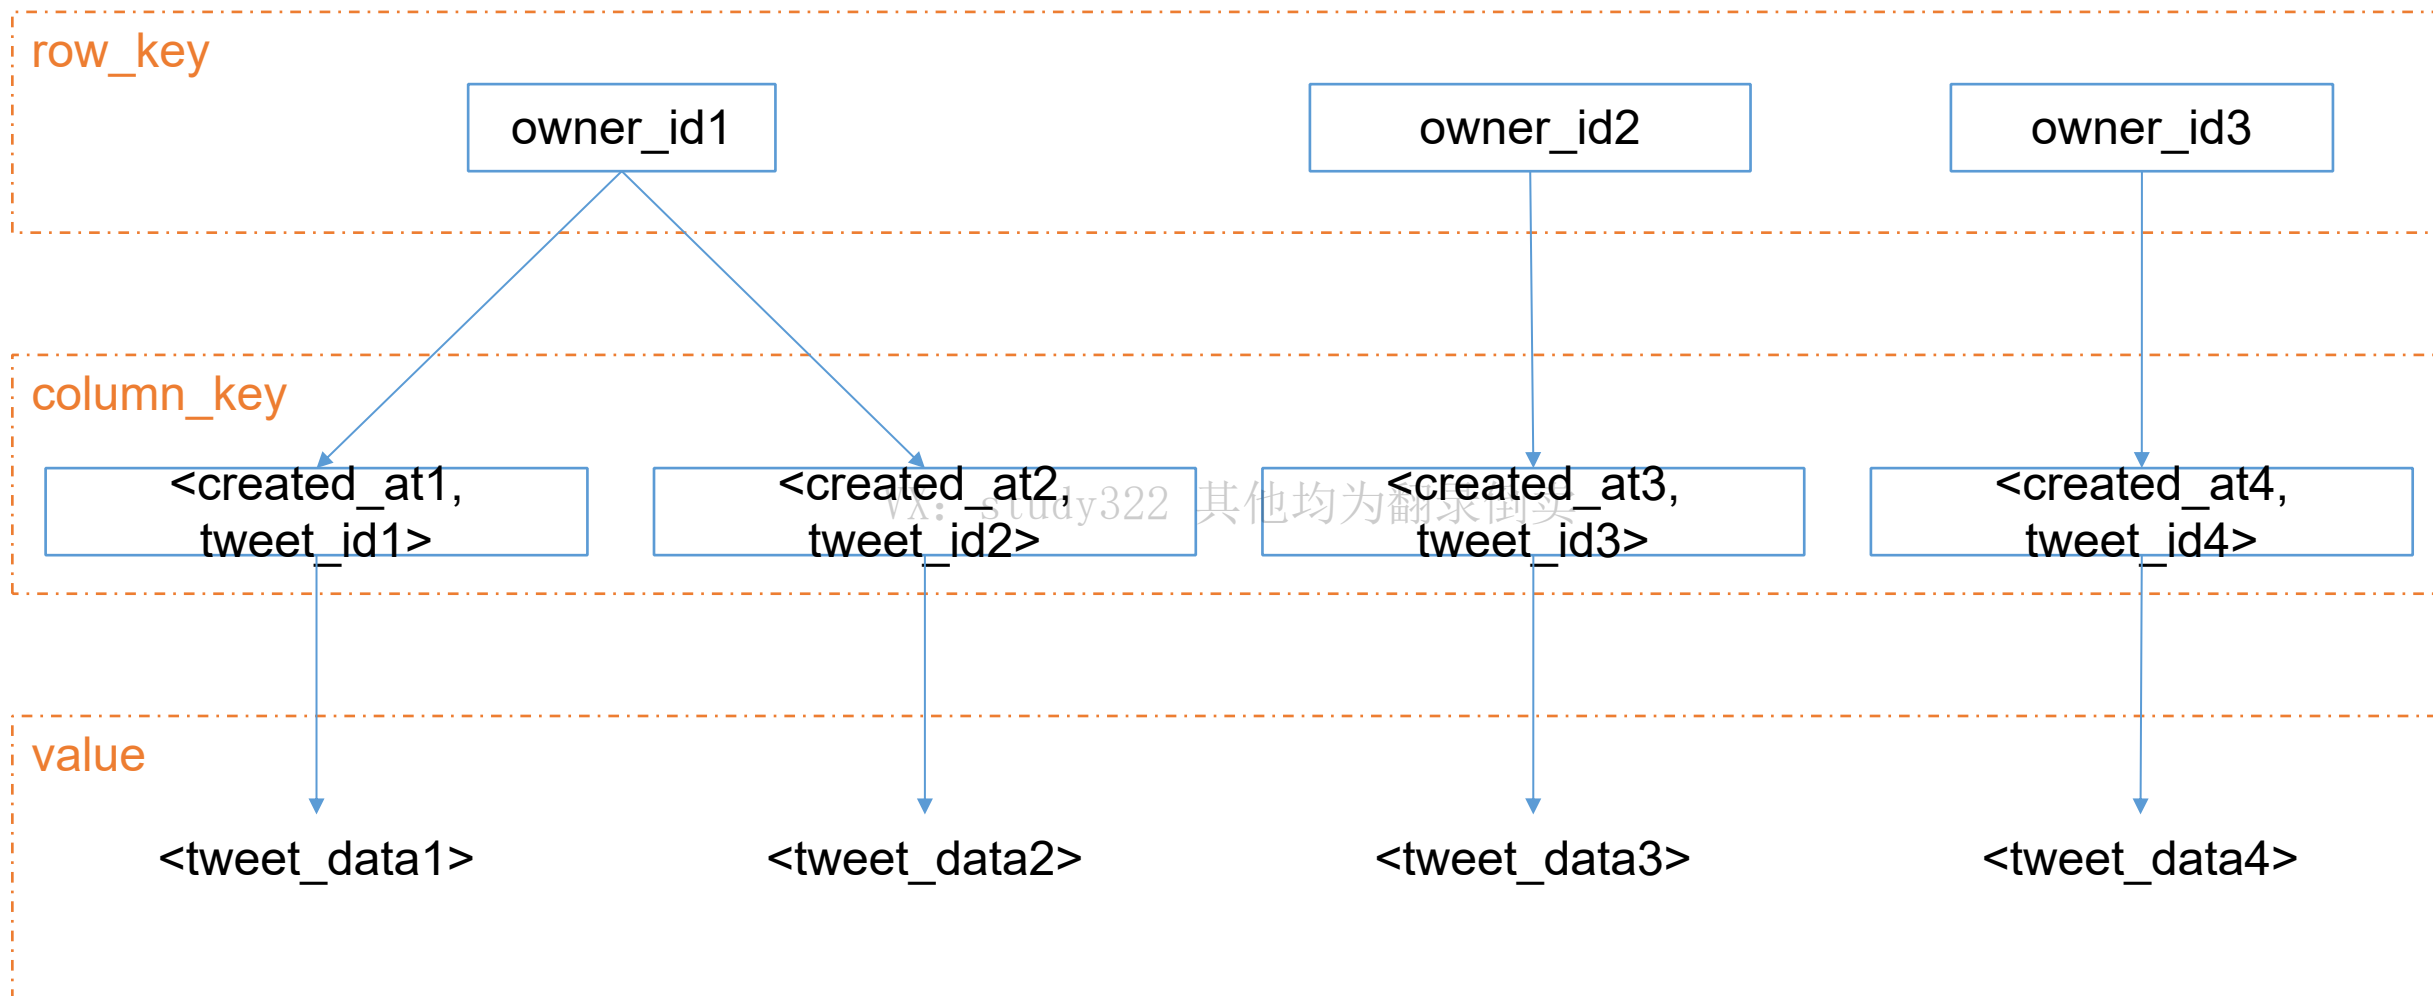 row_key
owner_id1
owner_id2
owner_id3
column_key
<created_at1,
tweet_id1>
<created_at2,
tweet_id2>
<created_at3,
tweet_id3>
<created_at4,
tweet_id4>
VX: study322 其他均为翻录倒卖
value
<tweet_data1>
<tweet_data2>
<tweet_data3>
<tweet_data4>